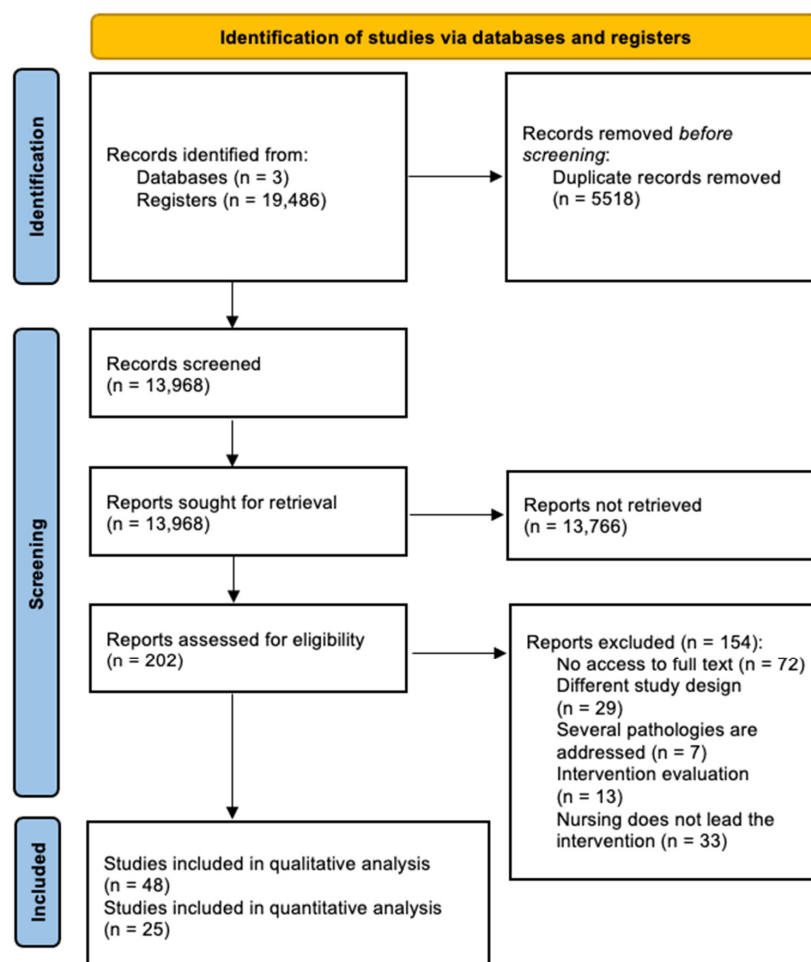 Identification of studies via databases and registers
Identification
Records identified from:
Databases (n = 3)
Registers (n = 19,486)
Records removed before
screening:
Duplicate records removed
(n = 5518)
Screening
Records screened
(n = 13,968)
Reports sought for retrieval
(n = 13,968)
Reports not retrieved
(n = 13,766)
Reports assessed for eligibility
(n = 202)
Reports excluded (n = 154):
No access to full text (n = 72)
Different study design
(n = 29)
Several pathologies are
addressed (n = 7)
Intervention evaluation
(n = 13)
Nursing does not lead the
intervention (n = 33)
Included
Studies included in qualitative analysis
(n = 48)
Studies included in quantitative analysis
(n = 25)